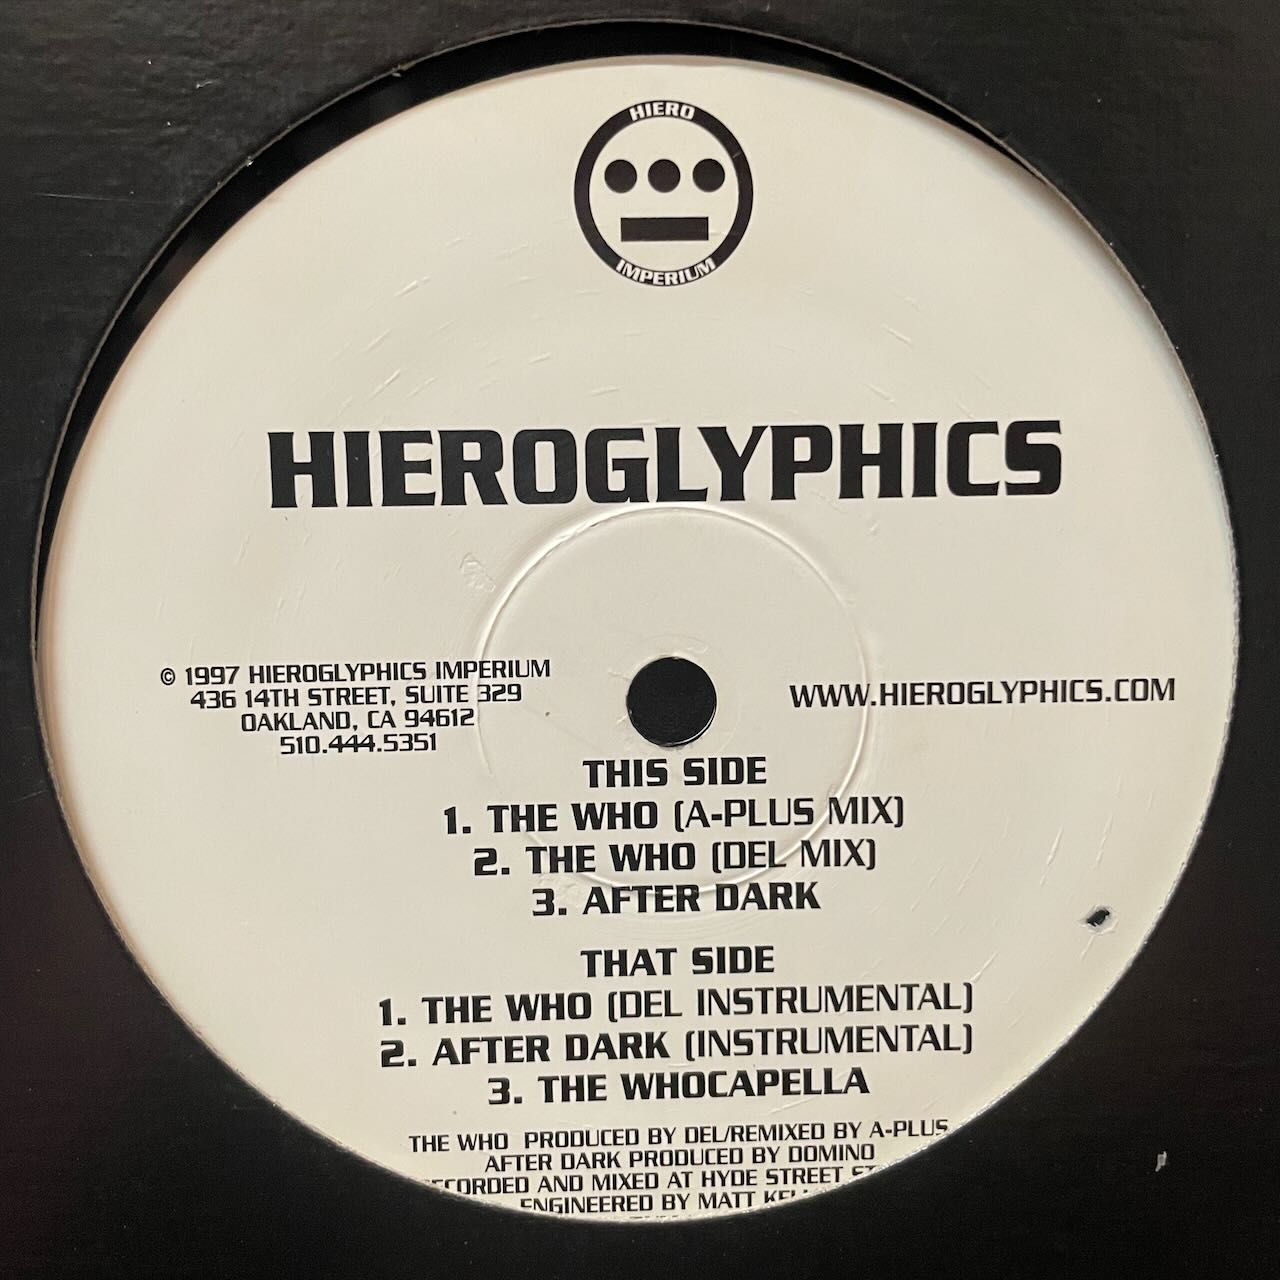 HIERO
IMPERIUM
HIEROGLYPHICS
© 1997 HIEROGLYPHICS IMPERIUM
436 14TH STREET, SUITE 329
OAKLAND, CA 94612
510.444.5351
WWW.HIEROGLYPHICS.COM
THIS SIDE
1. THE WHO (A-PLUS MIX)
2. THE WHO (DEL MIX)
3. AFTER DARK
THAT SIDE
1. THE WHO (DEL INSTRUMENTAL)
2. AFTER DARK (INSTRUMENTAL)
3. THE WHOCAPELLA
THE WHO PRODUCED BY DEL/REMIXED BY A-PLUS
AFTER DARK PRODUCED BY DOMINO
AND MIXED AT HYDE STREET
ENGINEERED BY MATT